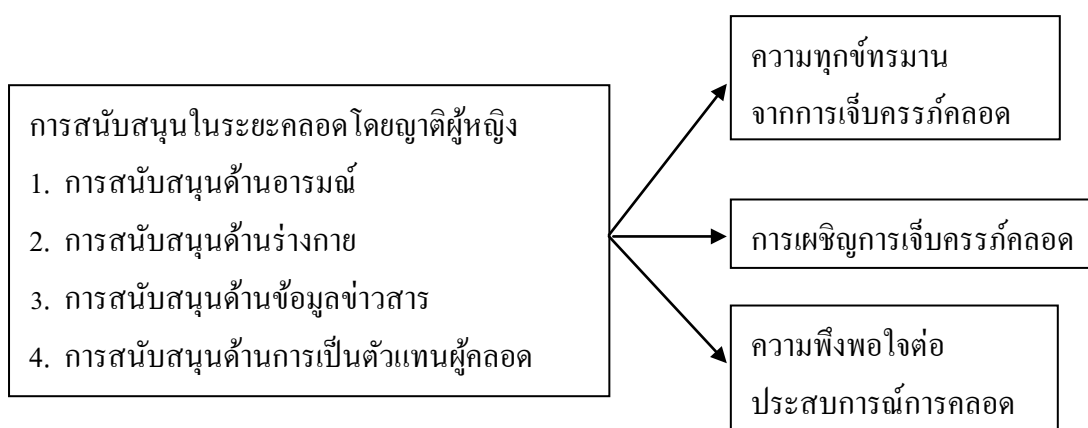 การสนับสนุนในระยะคลอดโดยญาติผู้หญิง
1. การสนับสนุนด้านอารมณ์
2. การสนับสนุนด้านร่างกาย
3. การสนับสนุนด้านข้อมูลข่าวสาร
4. การสนับสนุนด้านการเป็นตัวแทนผู้คลอด
ความทุกข์ทรมาน
จากการเจ็บครรภ์คลอด
การเผชิญการเจ็บครรภ์คลอด
ความพึงพอใจต่อ
ประสบการณ์การคลอด